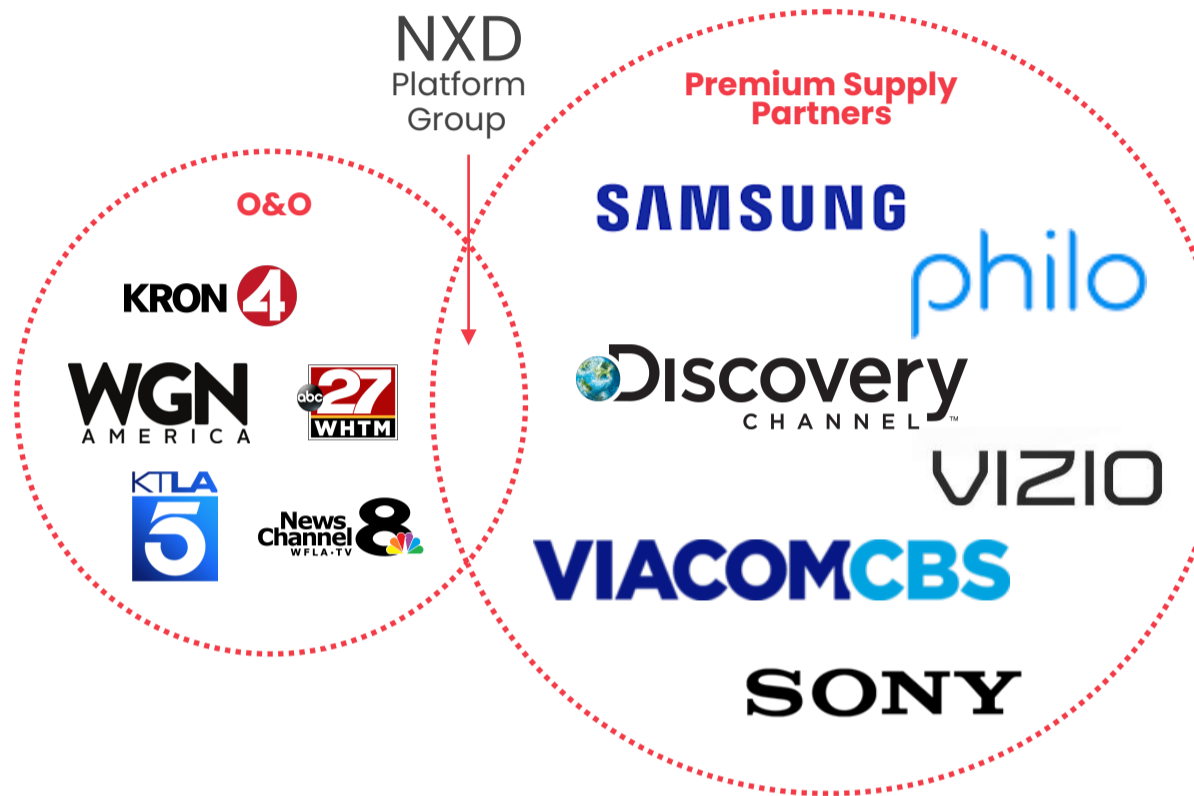 NXD
Platform
Group
Premium Supply
Partners
O&O
KRON 4
WGN
AMERICA
abc 27
WHTM
KTLA
5
News
Channel 8
WFLA•TV
SAMSUNG
philo
DISCOVERY
CHANNEL ™
VIZIO
VIACOMCBS
SONY